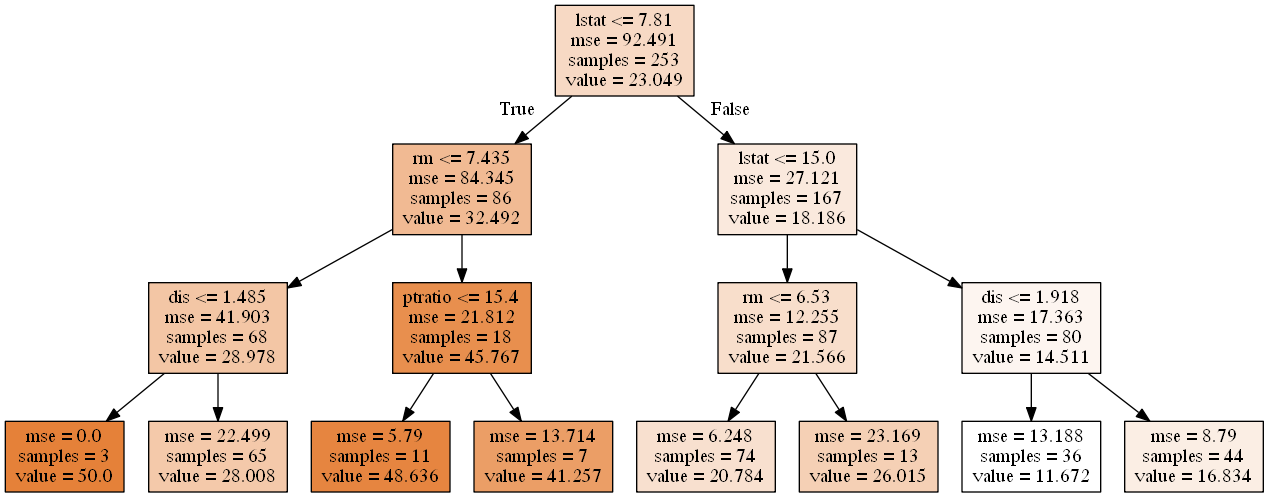 lstat <= 7.81
mse = 92.491
samples = 253
value = 23.049
True
False
rm <= 7.435
mse = 84.345
samples = 86
value = 32.492
lstat <= 15.0
mse = 27.121
samples = 167
value = 18.186
dis <= 1.485
mse = 41.903
samples = 68
value = 28.978
ptratio <= 15.4
mse = 21.812
samples = 18
value = 45.767
rm <= 6.53
mse = 12.255
samples = 87
value = 21.566
dis <= 1.918
mse = 17.363
samples = 80
value = 14.511
mse = 0.0
samples = 3
value = 50.0
mse = 22.499
samples = 65
value = 28.008
mse = 5.79
samples = 11
value = 48.636
mse = 13.714
samples = 7
value = 41.257
mse = 6.248
samples = 74
value = 20.784
mse = 23.169
samples = 13
value = 26.015
mse = 13.188
samples = 36
value = 11.672
mse = 8.79
samples = 44
value = 16.834